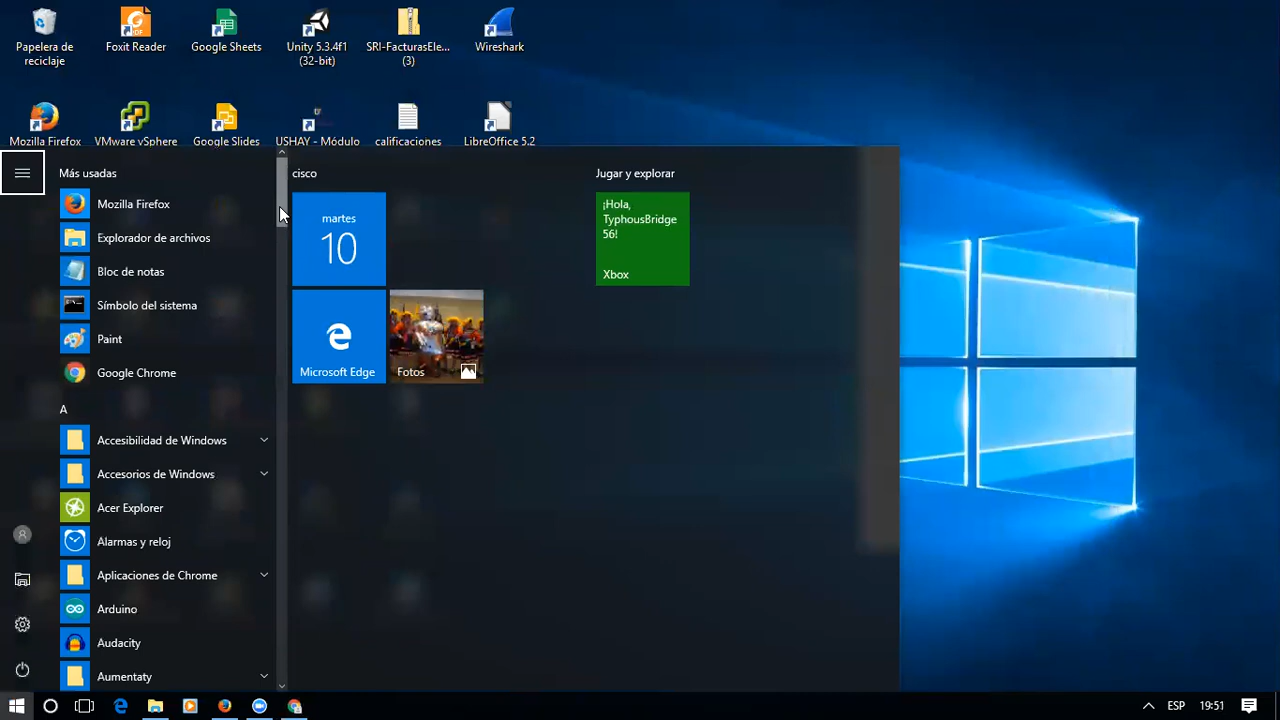 Papelera de
reciclaje
Foxit Reader
Google Sheets
Unity 5.3.4f1
(32-bit)
SRI-FacturasEle...
(3)
Wireshark
Mozilla Firefox
VMware vSphere
Google Slides
USHAY - Módulo
calificaciones
LibreOffice 5.2
Más usadas
Mozilla Firefox
Explorador de archivos
Bloc de notas
Símbolo del sistema
Paint
Google Chrome
A
Accesibilidad de Windows
Accesorios de Windows
Acer Explorer
Alarmas y reloj
Aplicaciones de Chrome
Arduino
Audacity
Aumentaty
cisco
martes
10
Microsoft Edge
Fotos
Jugar y explorar
¡Hola,
TyphousBridge
56!
Xbox
ESP
19:51